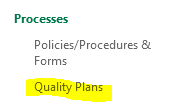 Processes
Policies/Procedures &
Forms
Quality Plans